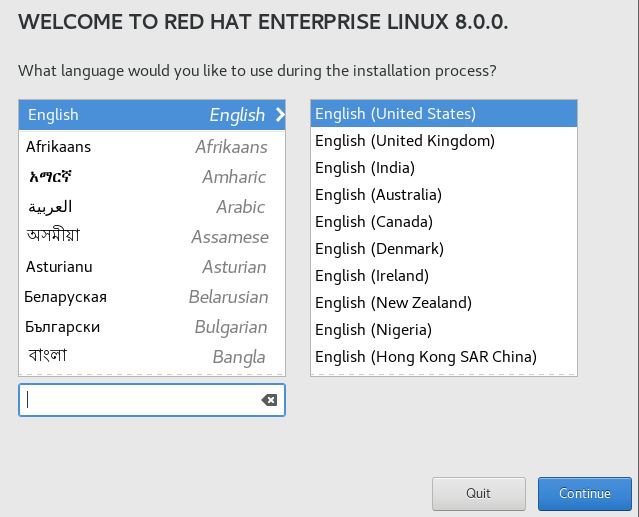 WELCOME TO RED HAT ENTERPRISE LINUX 8.0.0.
What language would you like to use during the installation process?
English English
Afrikaans Afrikaans
አማርኛ Amharic
العربية Arabic
অসমীয়া Assamese
Asturianu Asturian
Беларуская Belarusian
Български Bulgarian
বাংলা Bangla
English (United States)
English (United Kingdom)
English (India)
English (Australia)
English (Canada)
English (Denmark)
English (Ireland)
English (New Zealand)
English (Nigeria)
English (Hong Kong SAR China)
Quit Continue